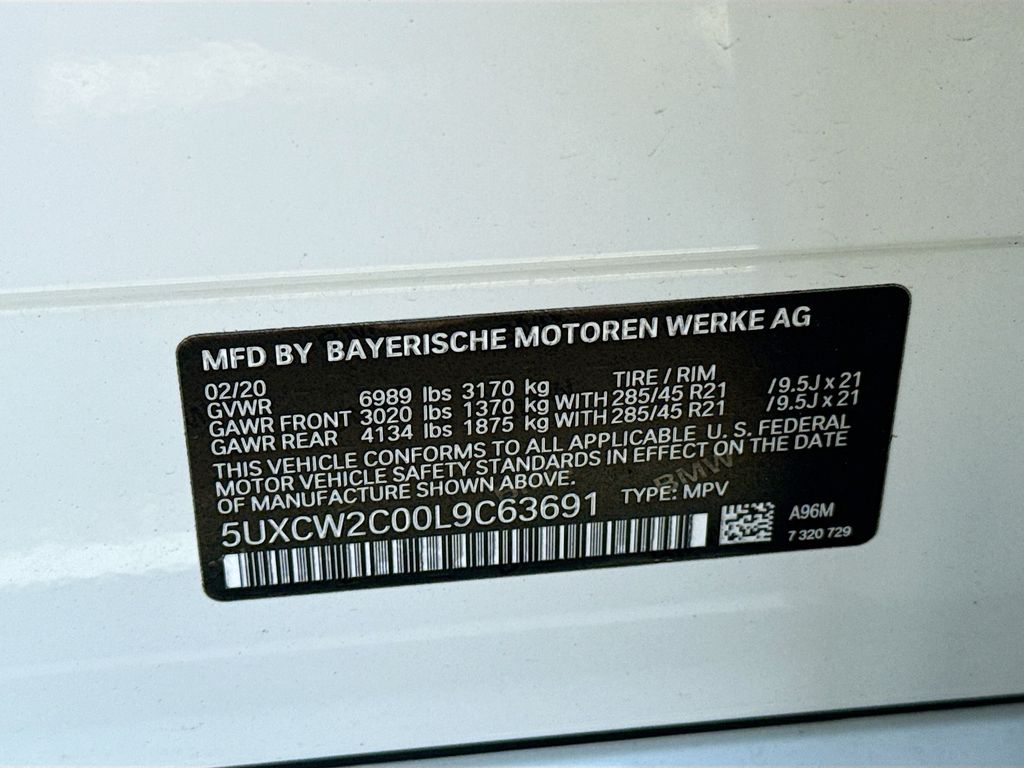 MFD BY BAYERISCHE MOTOREN WERKE AG
02/20 TIRE / RIM
GVWR 6989 lbs 3170 kg
GAWR FRONT 3020 lbs 1370 kg WITH 285/45 R21 /9.5J x 21
GAWR REAR 4134 lbs 1875 kg WITH 285/45 R21 /9.5J x 21
THIS VEHICLE CONFORMS TO ALL APPLICABLE U. S. FEDERAL
MOTOR VEHICLE SAFETY STANDARDS IN EFFECT ON THE DATE
OF MANUFACTURE SHOWN ABOVE.
BMW
5UXCW2C00L9C63691 TYPE: MPV
A96M
7 320 729